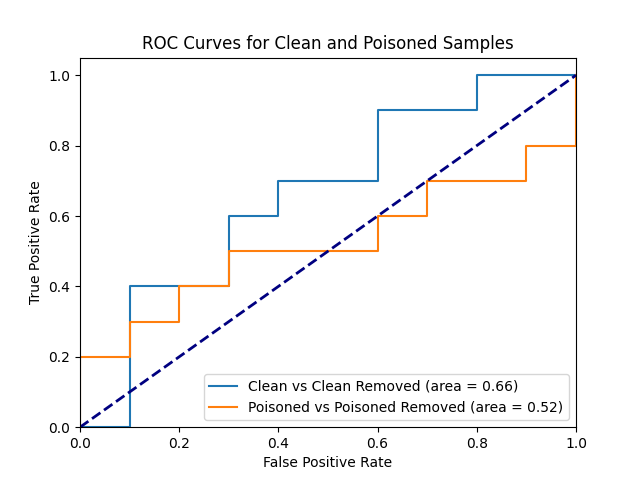 ROC Curves for Clean and Poisoned Samples
1.0
0.8
0.6
0.4
0.2
0.0
True Positive Rate
Clean vs Clean Removed (area = 0.66)
Poisoned vs Poisoned Removed (area = 0.52)
0.0 0.2 0.4 0.6 0.8 1.0
False Positive Rate